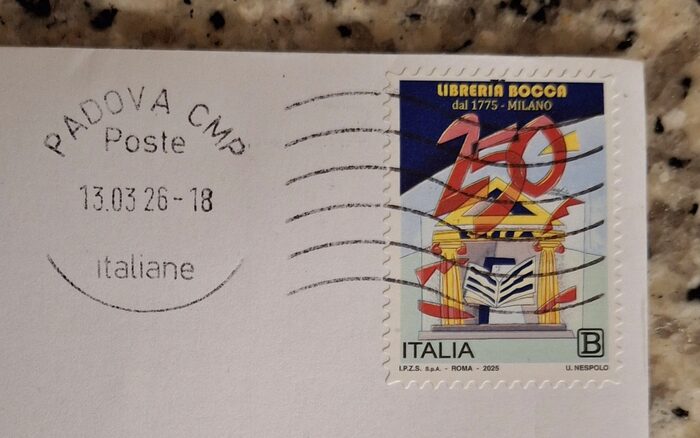 PADOVA CMP
Poste
13.03 26-18
italiane
LIBRERIA BOCCA
dal 1775 - MILANO
250
ITALIA
B
I.P.Z.S. S.p.A. - ROMA - 2025
U. NESPOLO